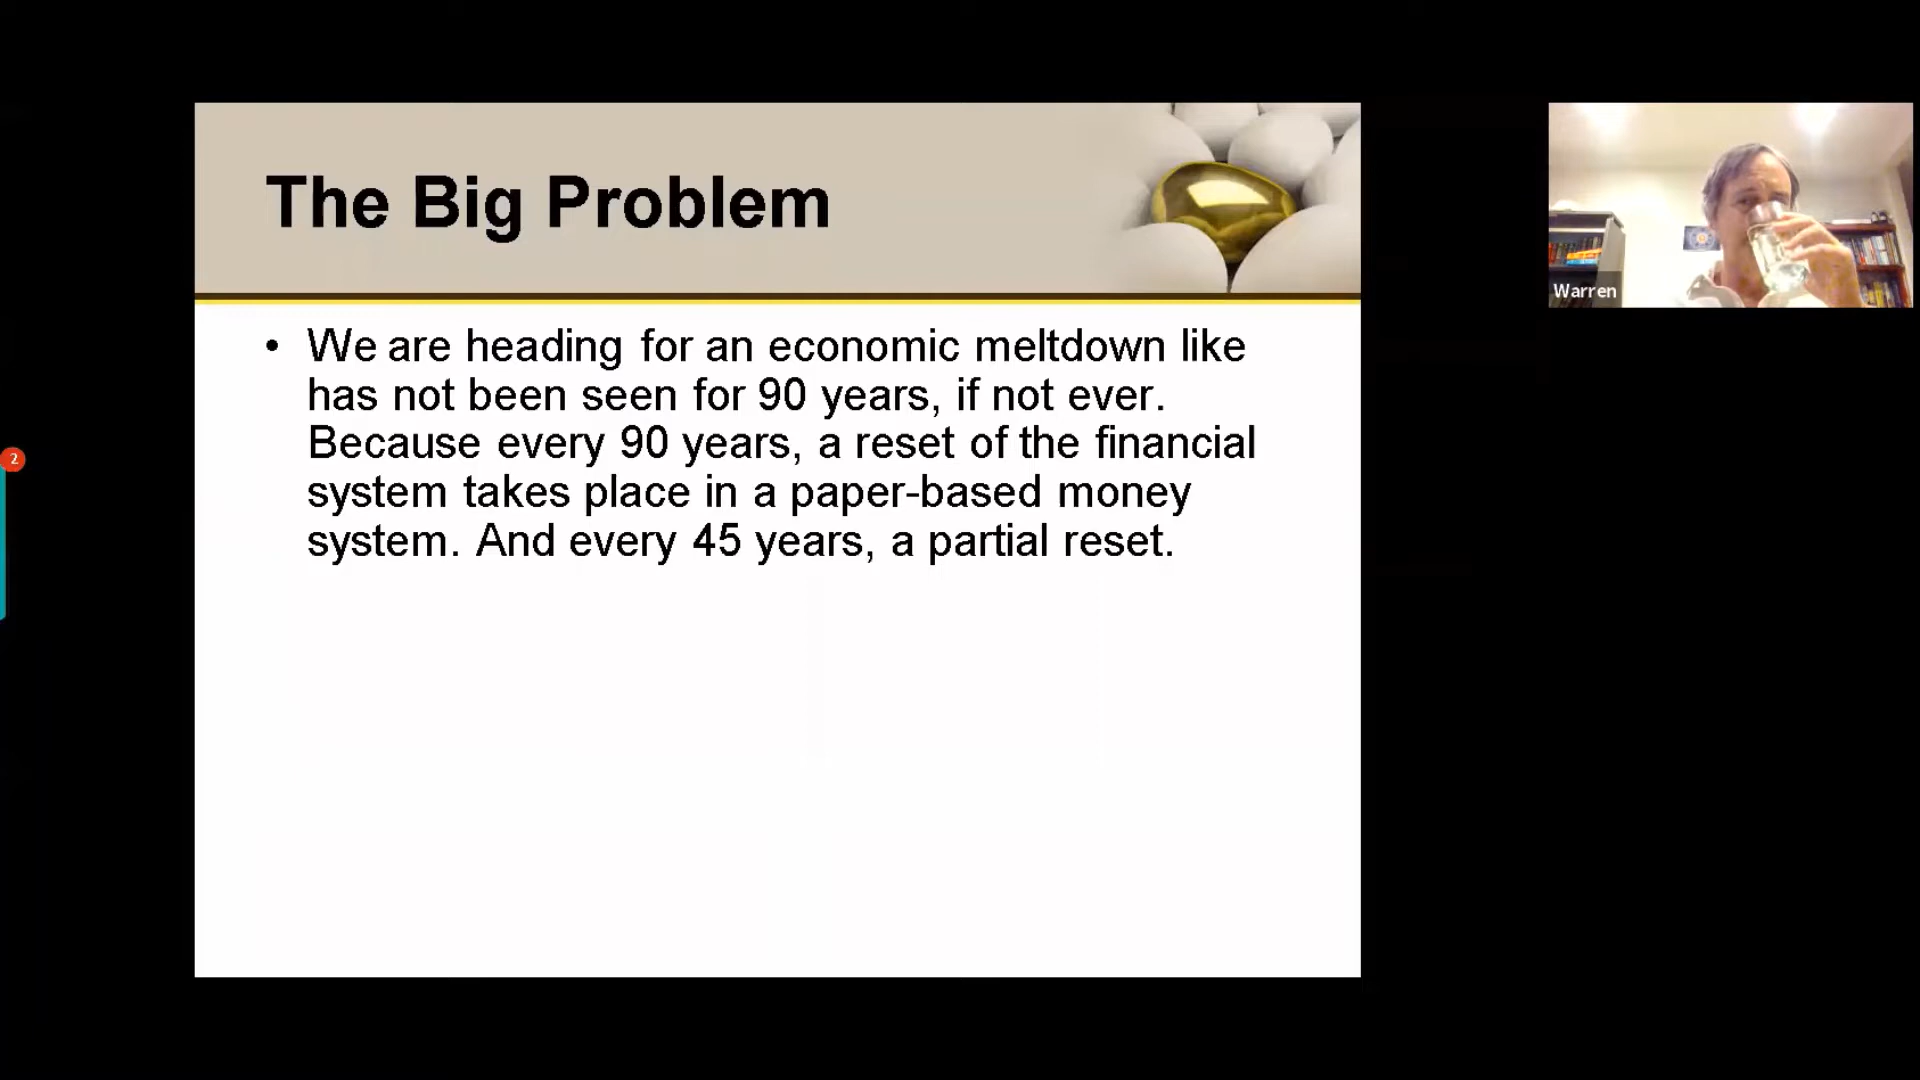 The Big Problem
• We are heading for an economic meltdown like
has not been seen for 90 years, if not ever.
Because every 90 years, a reset of the financial
system takes place in a paper-based money
system. And every 45 years, a partial reset.
Warren
2